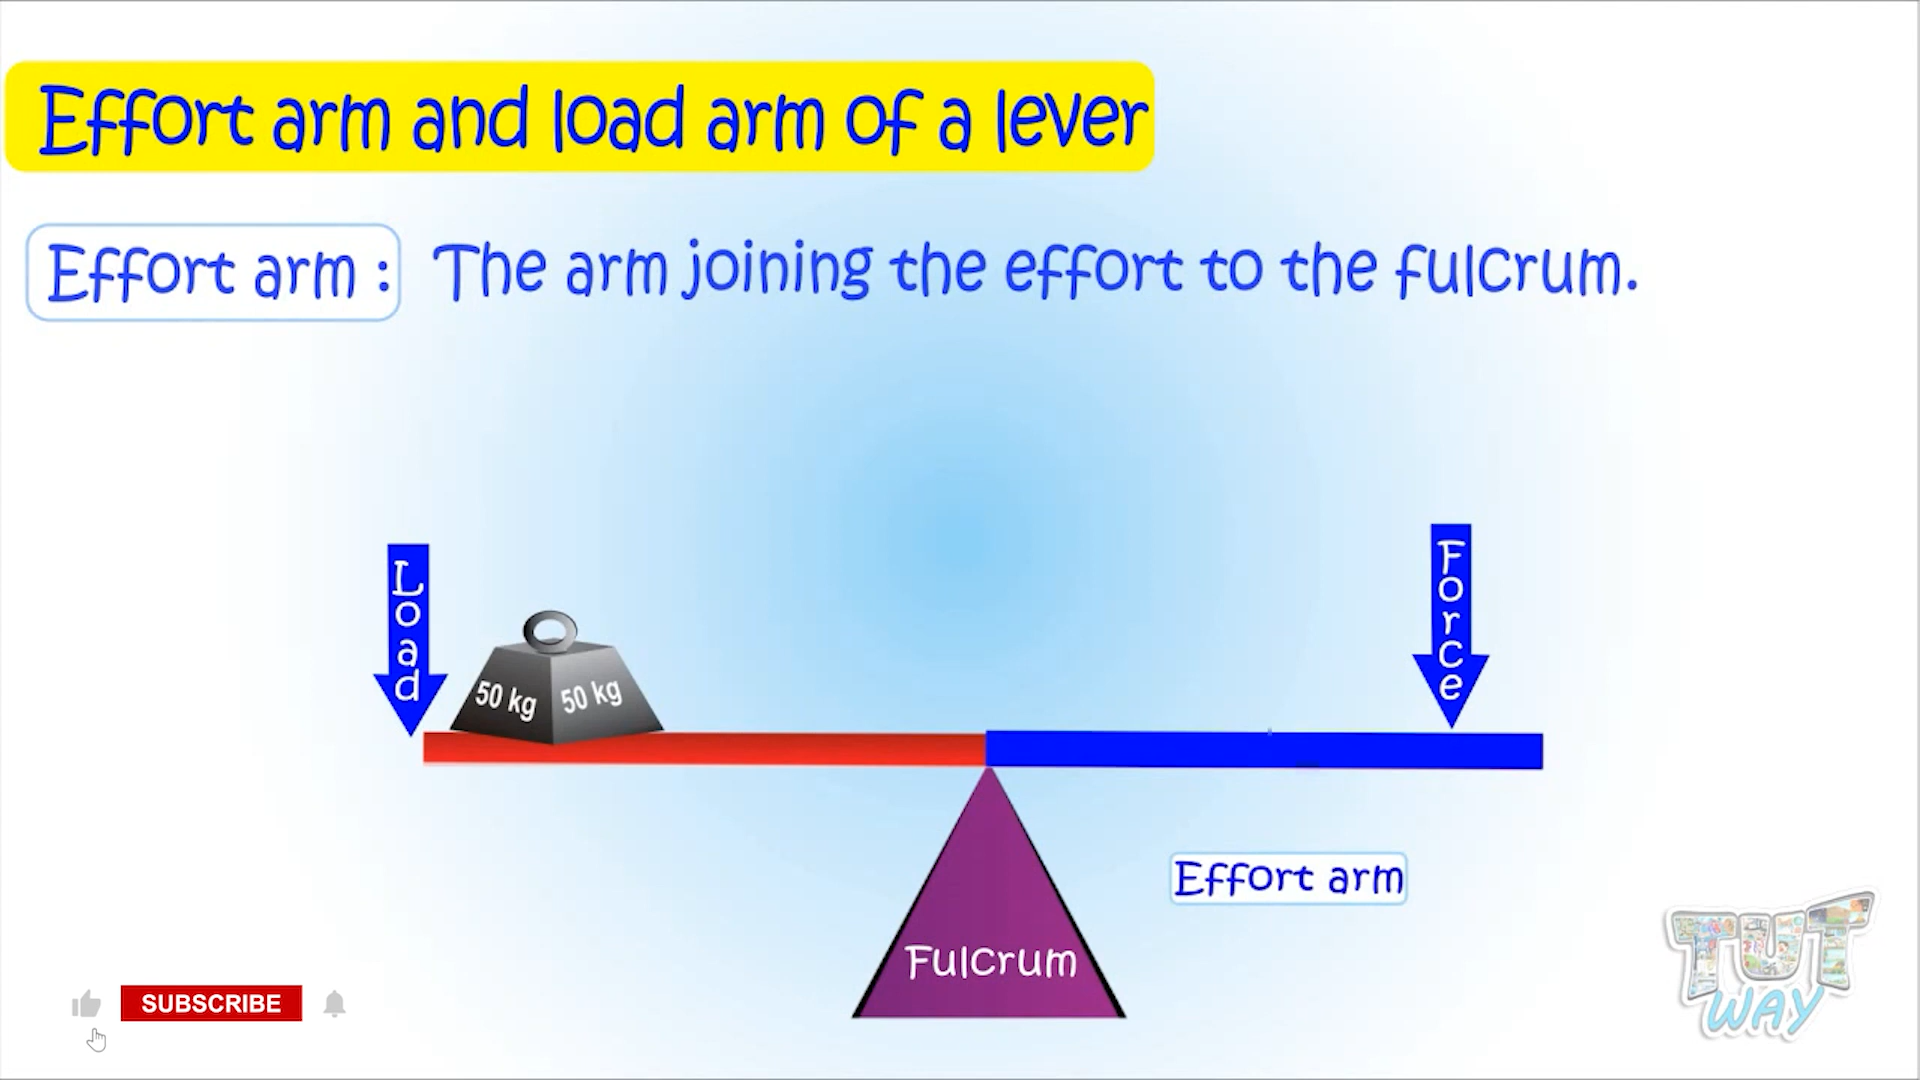 Effort arm and load arm of a lever
Effort arm : The arm joining the effort to the fulcrum.
Load
Force
50 kg 50 kg
Effort arm
Fulcrum
SUBSCRIBE
TUT
WAY